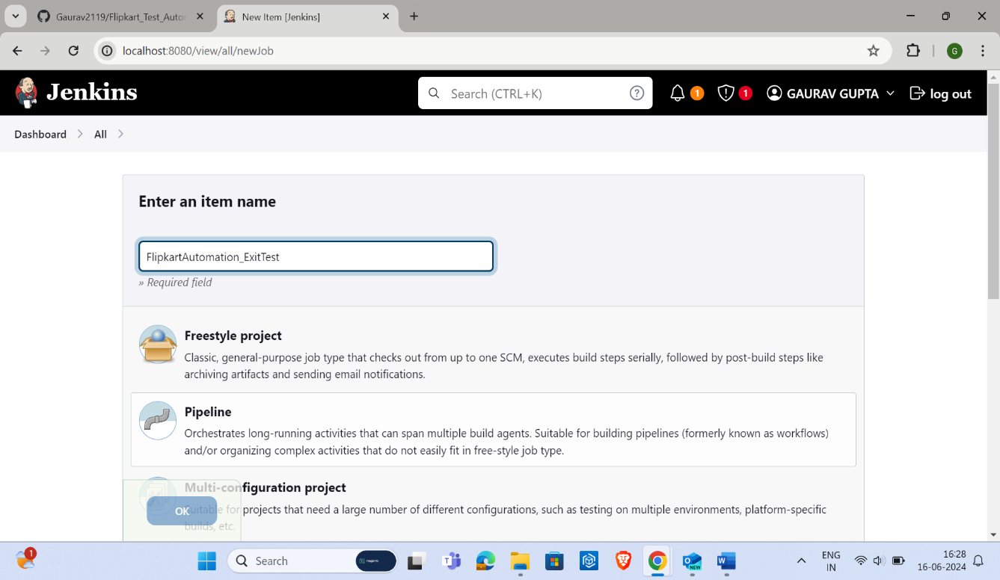 Gaurav2119/Flipkart_Test_Auto
New Item [Jenkins]
localhost:8080/view/all/newJob
G
Jenkins
Search (CTRL+K)
?
1
1
GAURAV GUPTA
log out
Dashboard
All
Enter an item name
FlipkartAutomation_ExitTest
» Required field
Freestyle project
Classic, general-purpose job type that checks out from up to one SCM, executes build steps serially, followed by post-build steps like
archiving artifacts and sending email notifications.
Pipeline
Orchestrates long-running activities that can span multiple build agents. Suitable for building pipelines (formerly known as workflows)
and/or organizing complex activities that do not easily fit in free-style job type.
Multi-configuration project
Suitable for projects that need a large number of different configurations, such as testing on multiple environments, platform-specific
builds, etc.
OK
1
Search
T
NEW
W
ENG
IN
16:28
16-06-2024